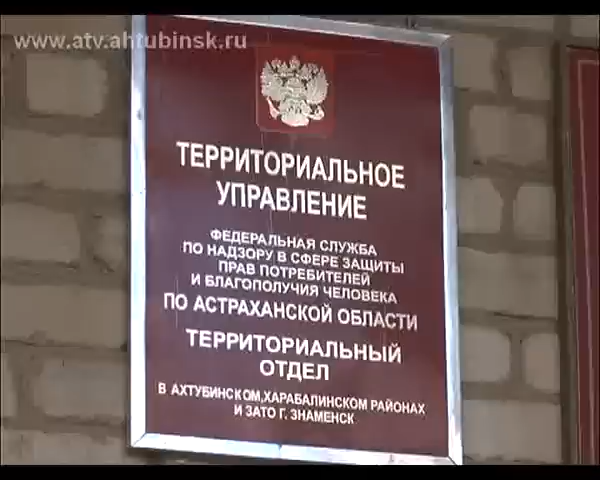 www.atv.ahtubinsk.ru
ТЕРРИТОРИАЛЬНОЕ
УПРАВЛЕНИЕ
ФЕДЕРАЛЬНАЯ СЛУЖБА
ПО НАДЗОРУ В СФЕРЕ ЗАЩИТЫ
ПРАВ ПОТРЕБИТЕЛЕЙ
И БЛАГОПОЛУЧИЯ ЧЕЛОВЕКА
ПО АСТРАХАНСКОЙ ОБЛАСТИ
ТЕРРИТОРИАЛЬНЫЙ
ОТДЕЛ
В АХТУБИНСКОМ,ХАРАБАЛИНСКОМ РАЙОНАХ
И ЗАТО Г. ЗНАМЕНСК